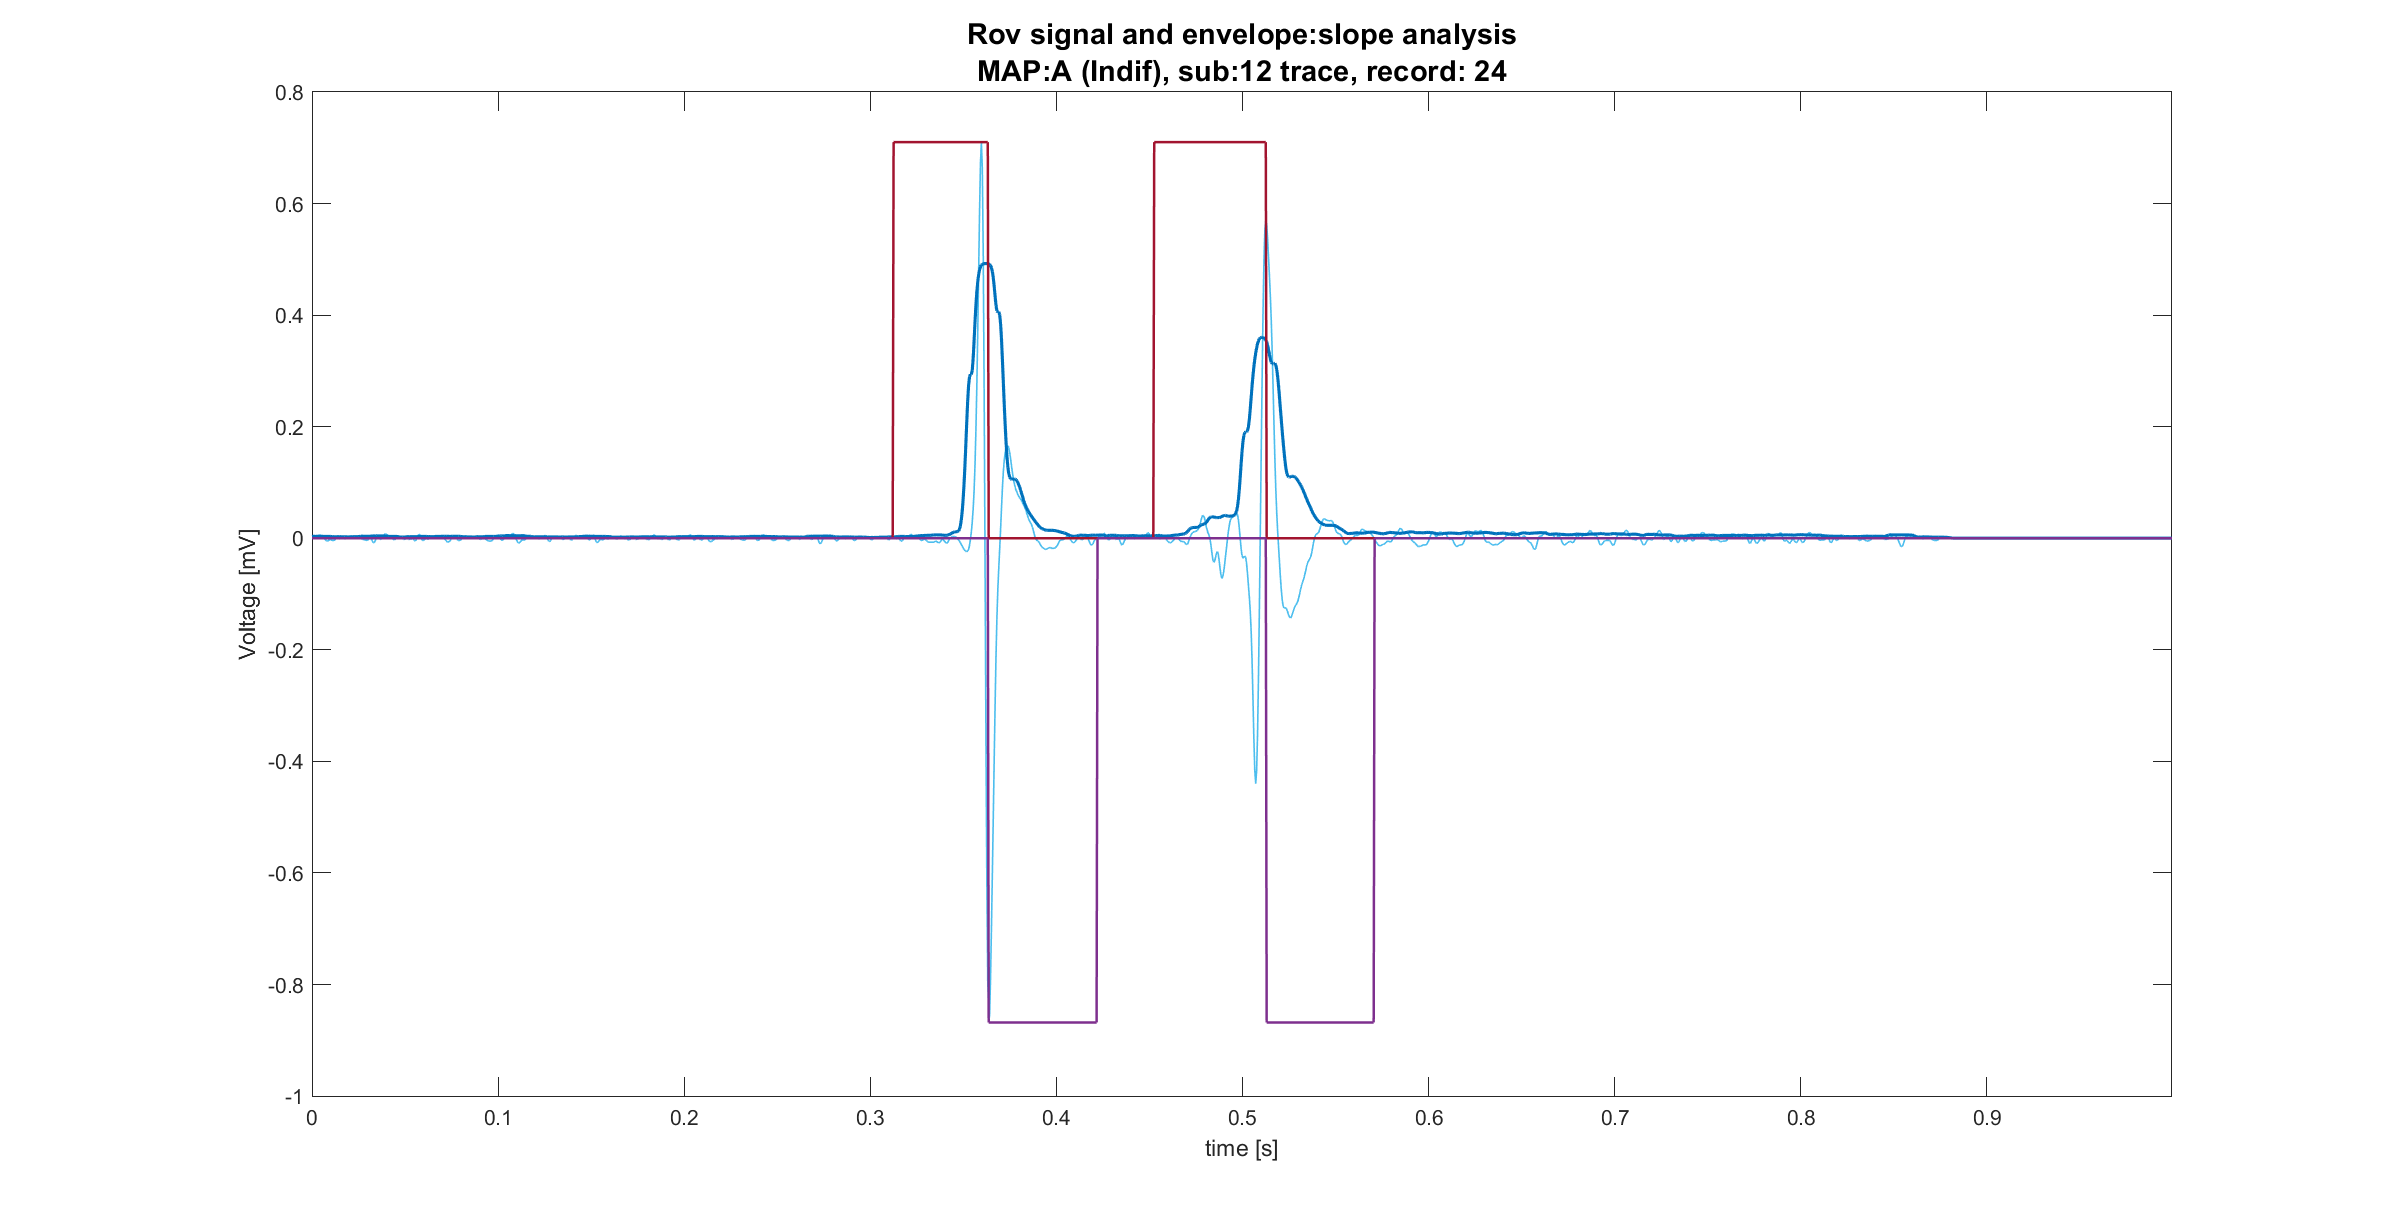 Rov signal and envelope:slope analysis
MAP:A (Indif), sub:12 trace, record: 24
0.8
0.6
0.4
0.2
0
-0.2
-0.4
-0.6
-0.8
-1
Voltage [mV]
0 0.1 0.2 0.3 0.4 0.5 0.6 0.7 0.8 0.9
time [s]